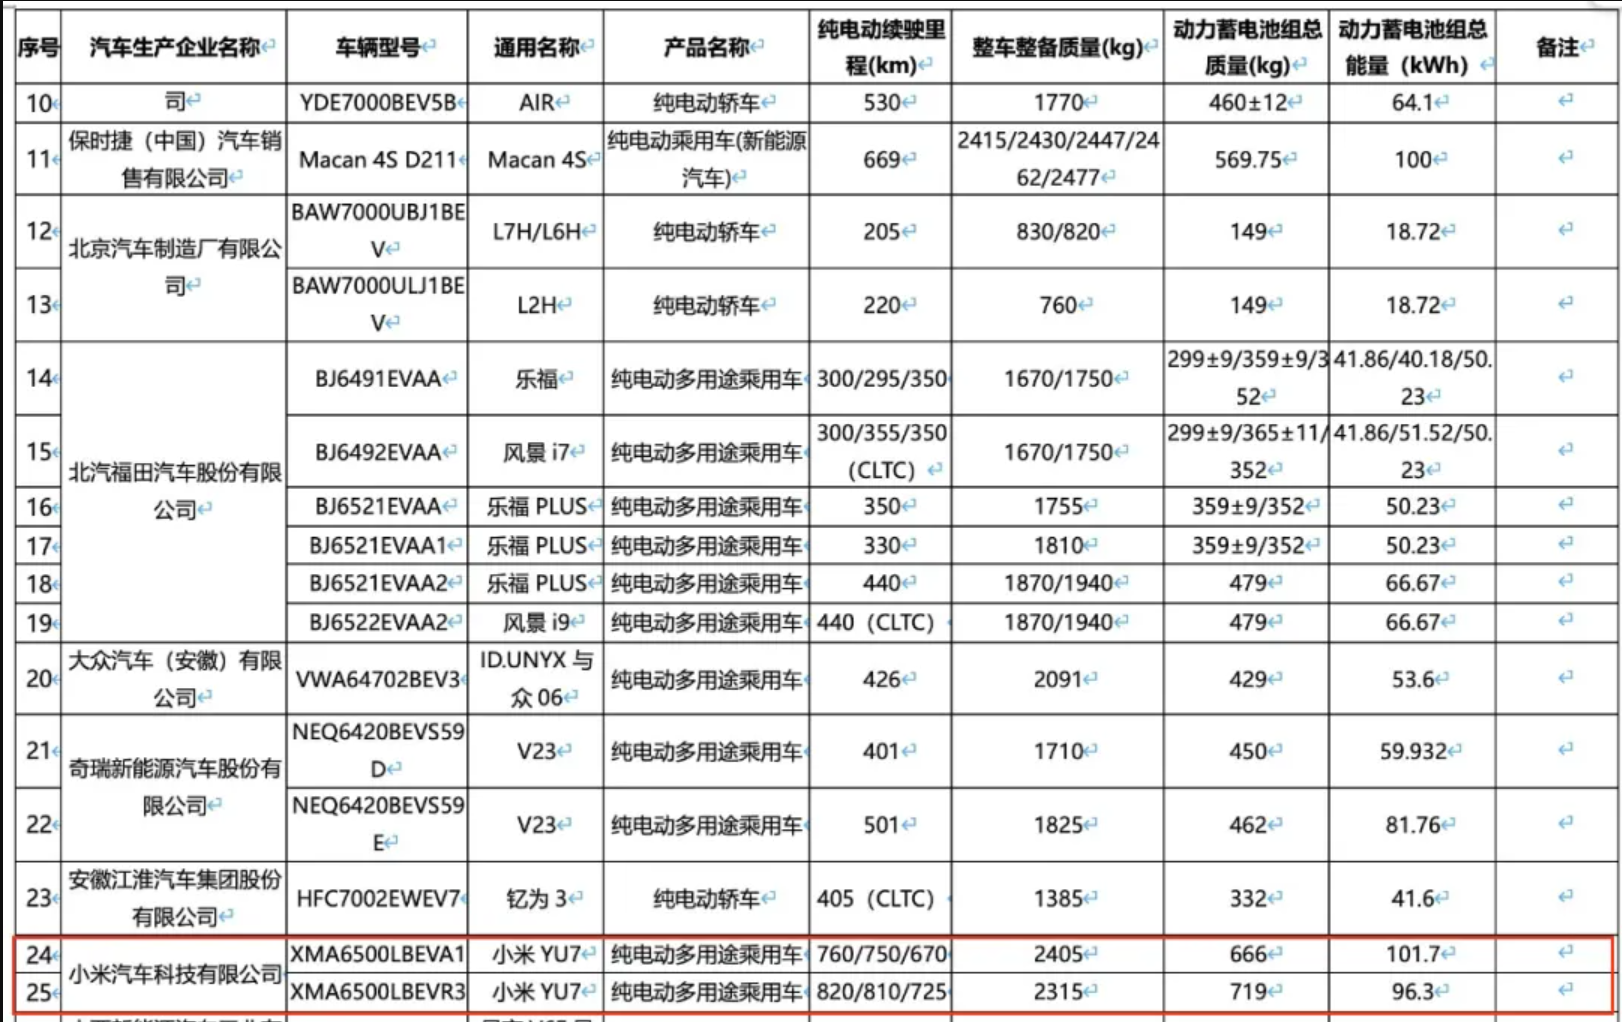 序号 汽车生产企业名称 车辆型号 通用名称 产品名称 纯电动续驶里程(km) 整车整备质量(kg) 动力蓄电池组总质量(kg) 动力蓄电池组总能量（kWh） 备注
10 司 YDE7000BEV5B AIR 纯电动轿车 530 1770 460±12 64.1
11 保时捷（中国）汽车销售有限公司 Macan 4S D211 Macan 4S 纯电动乘用车(新能源汽车) 669 2415/2430/2447/2462/2477 569.75 100
12 北京汽车制造厂有限公司 BAW7000UBJ1BEV L7H/L6H 纯电动轿车 205 830/820 149 18.72
13 BAW7000ULJ1BEV L2H 纯电动轿车 220 760 149 18.72
14 北汽福田汽车股份有限公司 BJ6491EVAA 乐福 纯电动多用途乘用车 300/295/350 1670/1750 299±9/359±9/352 41.86/40.18/50.23
15 BJ6492EVAA 风景 i7 纯电动多用途乘用车 300/355/350（CLTC） 1670/1750 299±9/365±11/352 41.86/51.52/50.23
16 BJ6521EVAA 乐福 PLUS 纯电动多用途乘用车 350 1755 359±9/352 50.23
17 BJ6521EVAA1 乐福 PLUS 纯电动多用途乘用车 330 1810 359±9/352 50.23
18 BJ6521EVAA2 乐福 PLUS 纯电动多用途乘用车 440 1870/1940 479 66.67
19 BJ6522EVAA2 风景 i9 纯电动多用途乘用车 440（CLTC） 1870/1940 479 66.67
20 大众汽车（安徽）有限公司 VWA64702BEV3 ID.UNYX 与众 06 纯电动多用途乘用车 426 2091 429 53.6
21 奇瑞新能源汽车股份有限公司 NEQ6420BEVS59D V23 纯电动多用途乘用车 401 1710 450 59.932
22 NEQ6420BEVS59E V23 纯电动多用途乘用车 501 1825 462 81.76
23 安徽江淮汽车集团股份有限公司 HFC7002EWEV7 钇为 3 纯电动轿车 405（CLTC） 1385 332 41.6
24 小米汽车科技有限公司 XMA6500LBEVA1 小米 YU7 纯电动多用途乘用车 760/750/670 2405 666 101.7
25 XMA6500LBEVR3 小米 YU7 纯电动多用途乘用车 820/810/725 2315 719 96.3